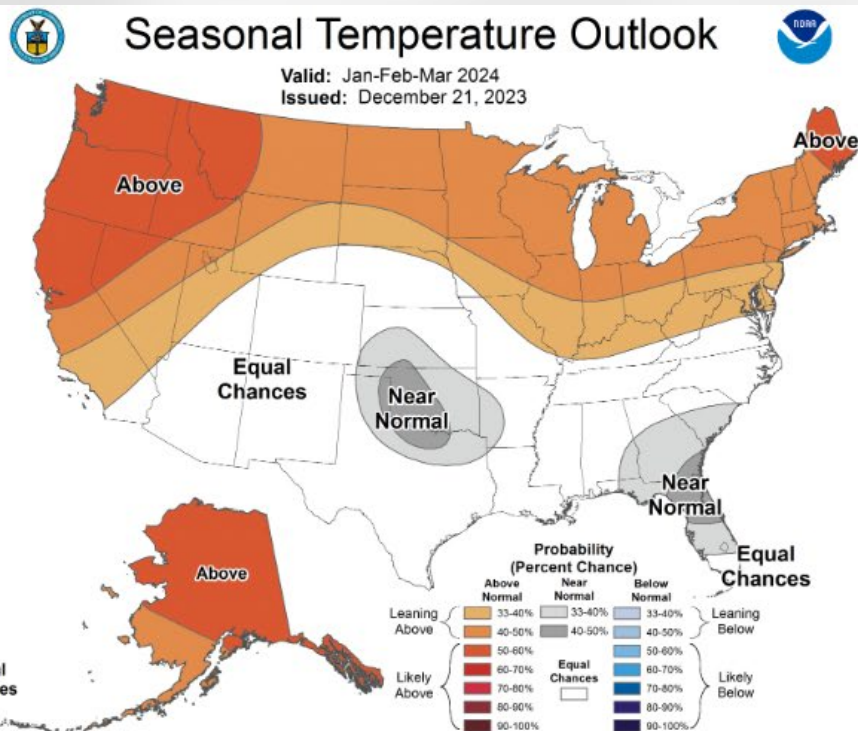 NOAA
Seasonal Temperature Outlook
Valid: Jan-Feb-Mar 2024
Issued: December 21, 2023
Above
Above
Equal
Chances
Near
Normal
Near
Normal
Equal
Chances
Above
l
es
Probability
(Percent Chance)
Above
Normal
Near
Normal
Below
Normal
Leaning
Above
33-40%
40-50%
Likely
Above
50-60%
60-70%
70-80%
80-90%
90-100%
33-40%
40-50%
Equal
Chances
33-40%
40-50%
Leaning
Below
50-60%
60-70%
70-80%
80-90%
90-100%
Likely
Below